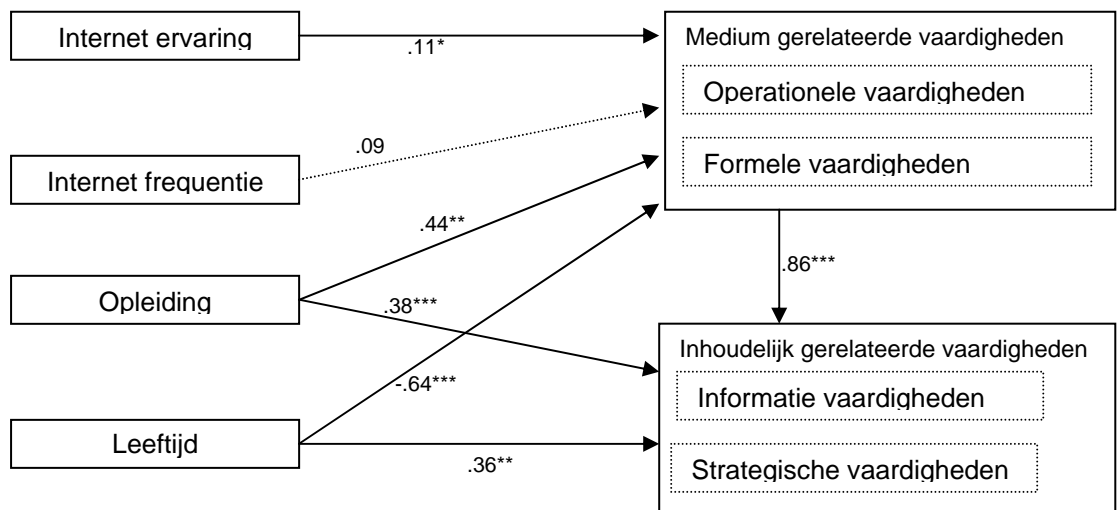 Internet ervaring
.11*
Medium gerelateerde vaardigheden
Operationele vaardigheden
Formele vaardigheden
.09
Internet frequentie
.44**
.86***
Opleiding
.38***
Inhoudelijk gerelateerde vaardigheden
Informatie vaardigheden
-.64***
Leeftijd
.36**
Strategische vaardigheden